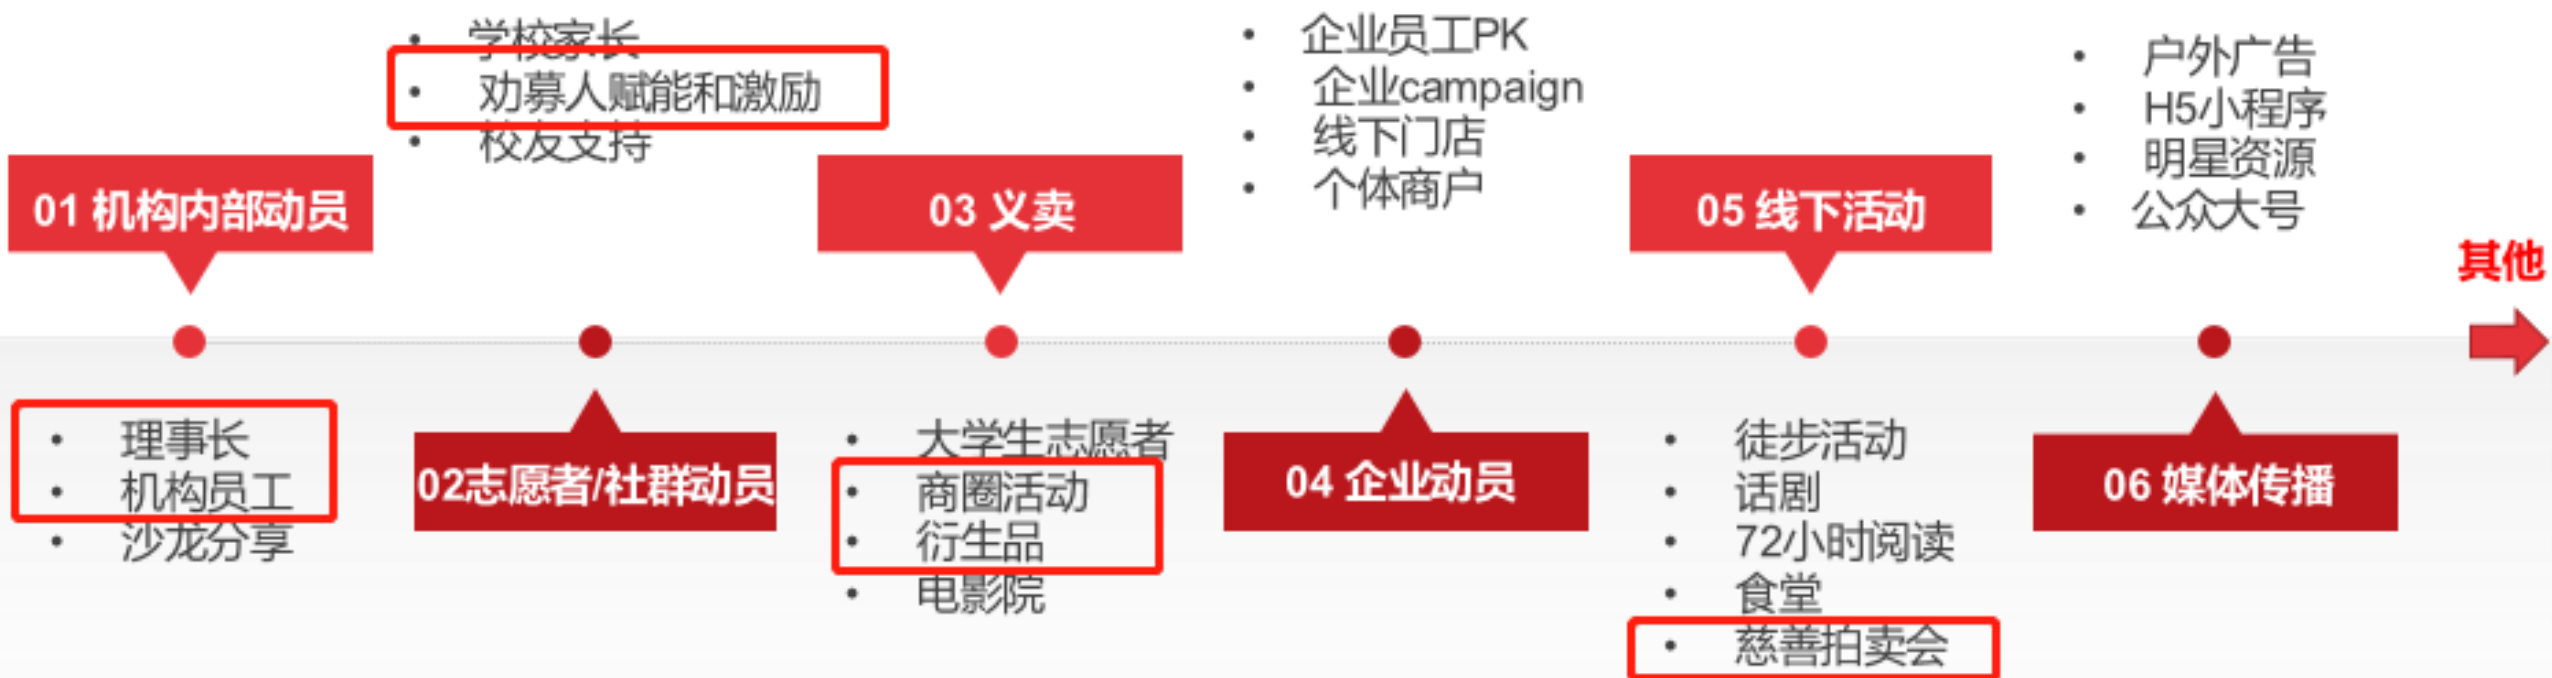 01 机构内部动员
• 理事长
• 机构员工
• 沙龙分享
• 学校家长
• 劝募人赋能和激励
• 校友支持
02志愿者/社群动员
03 义卖
• 大学生志愿者
• 商圈活动
• 衍生品
• 电影院
• 企业员工PK
• 企业campaign
• 线下门店
• 个体商户
04 企业动员
05 线下活动
• 徒步活动
• 话剧
• 72小时阅读
• 食堂
• 慈善拍卖会
• 户外广告
• H5小程序
• 明星资源
• 公众大号
06 媒体传播
其他